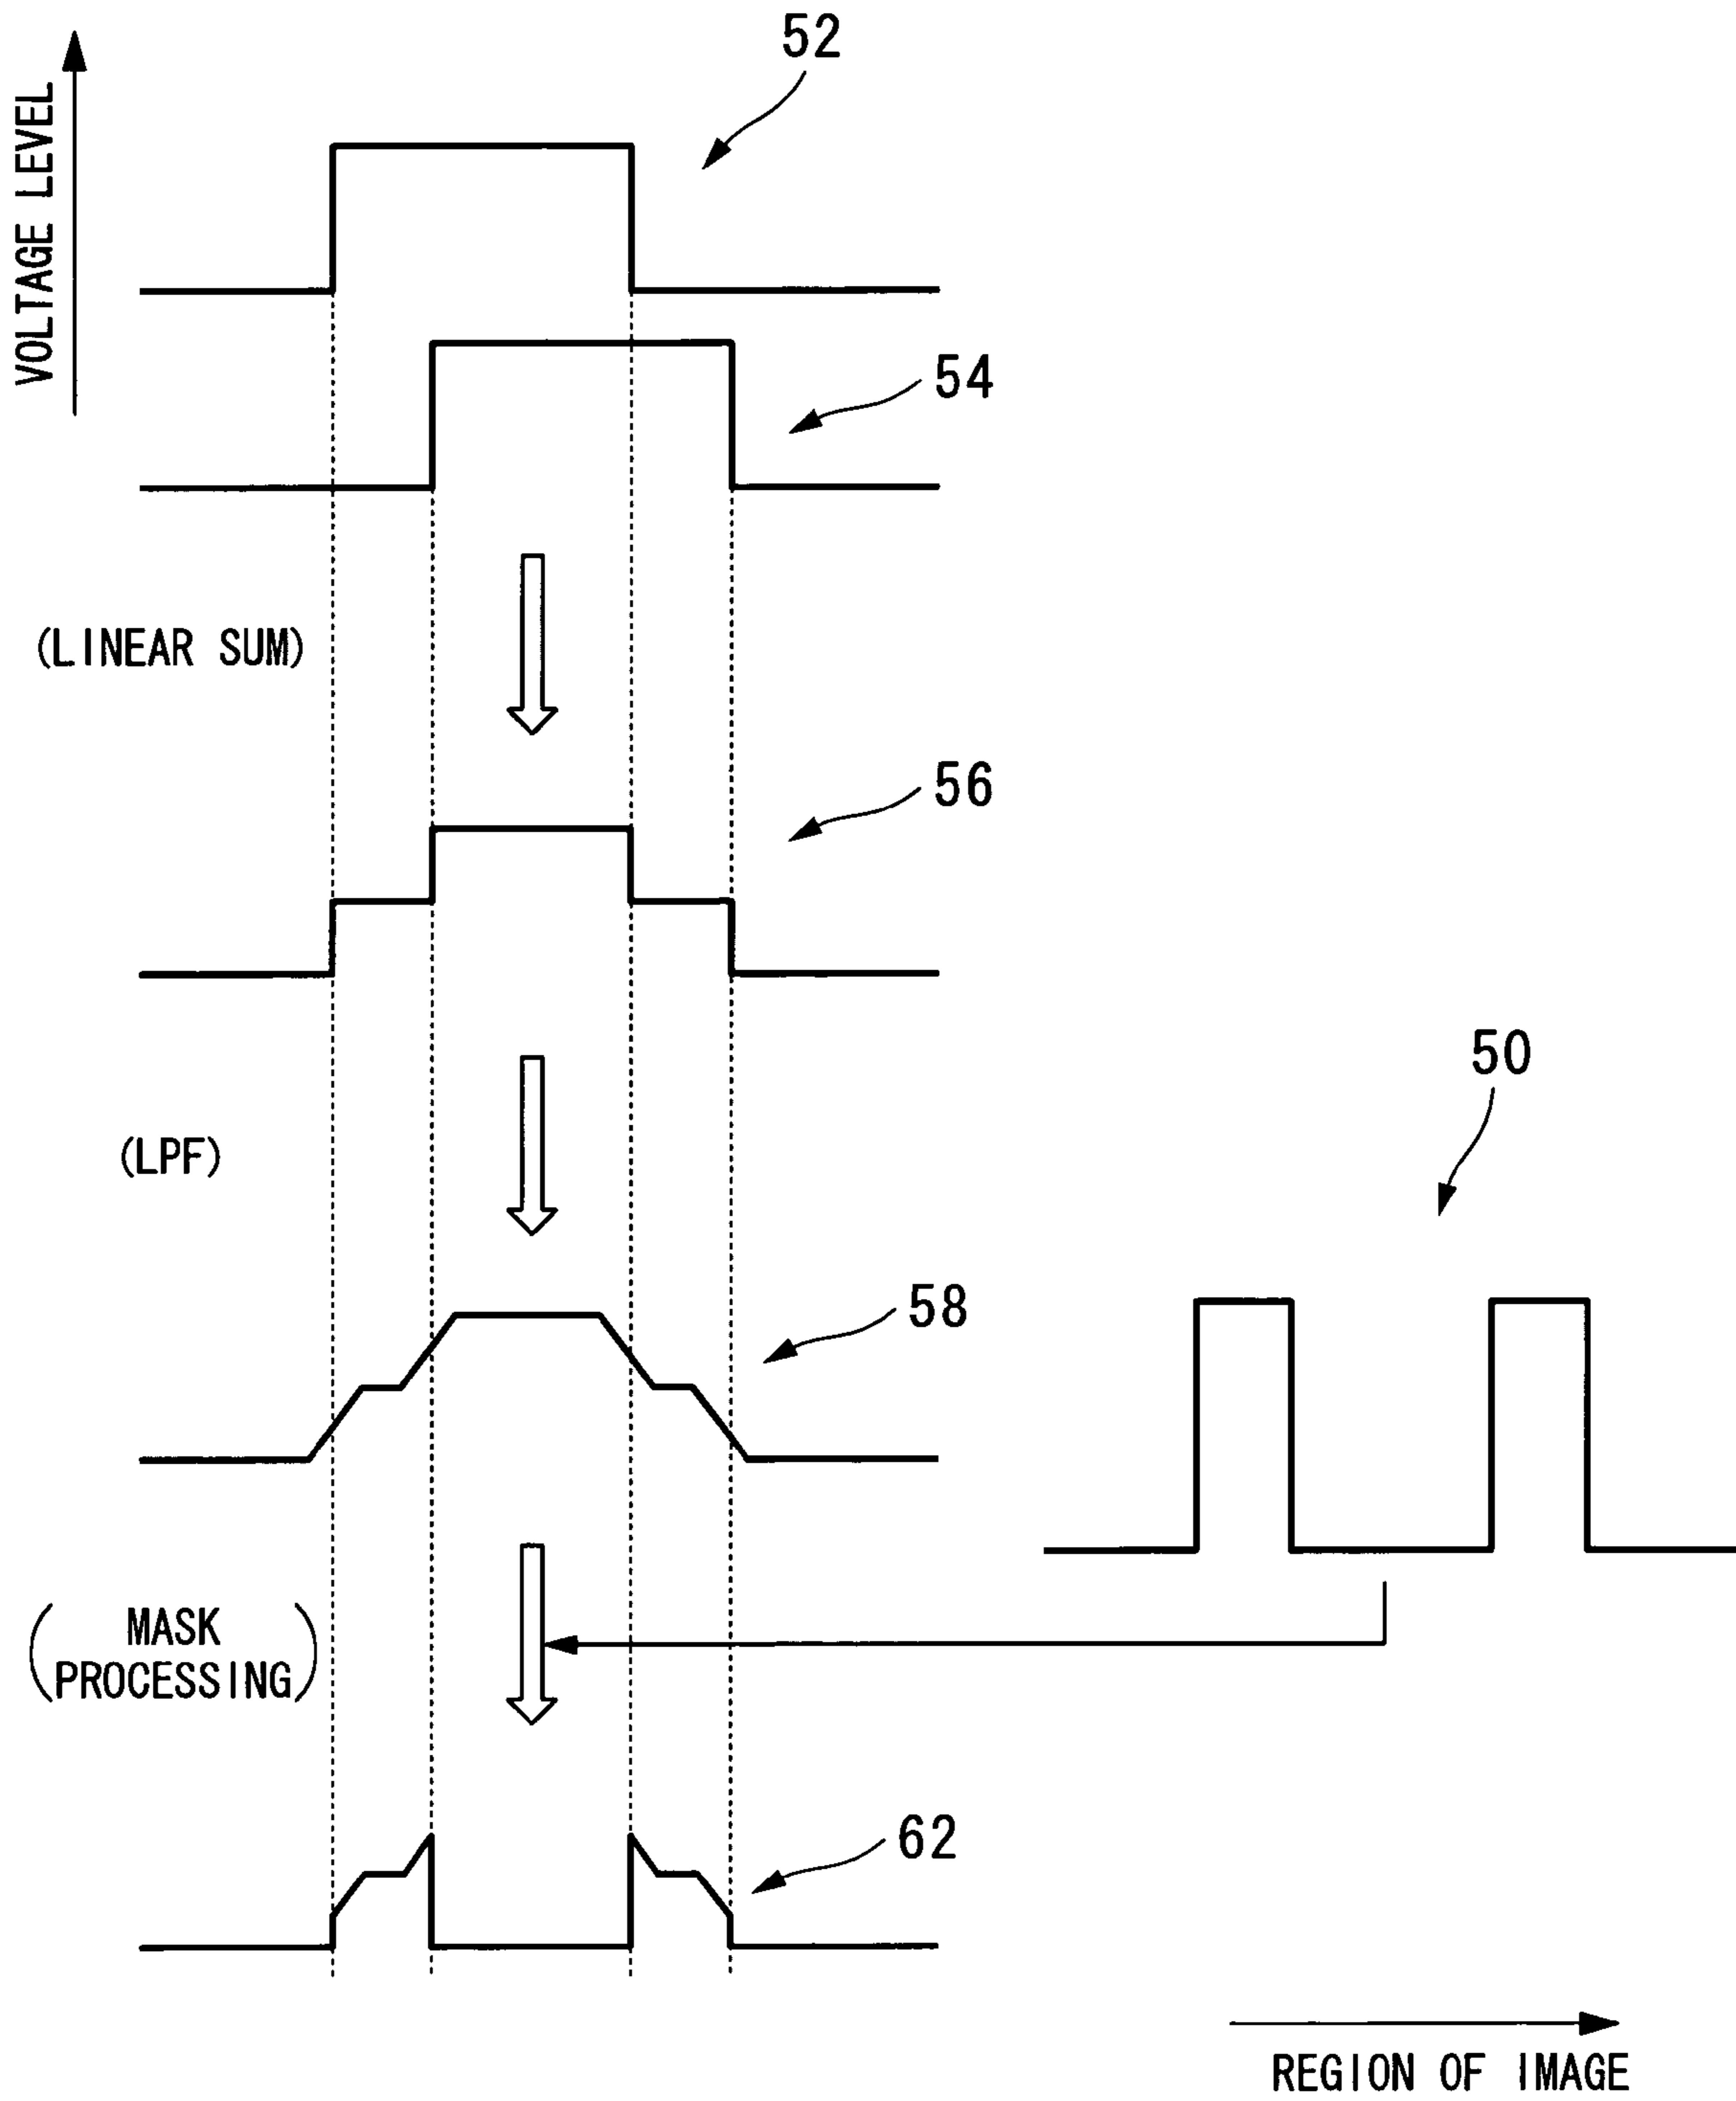 52
VOLTAGE LEVEL
54
(LINEAR SUM)
56
50
(LPF)
58
(MASK
PROCESSING)
62
REGION OF IMAGE